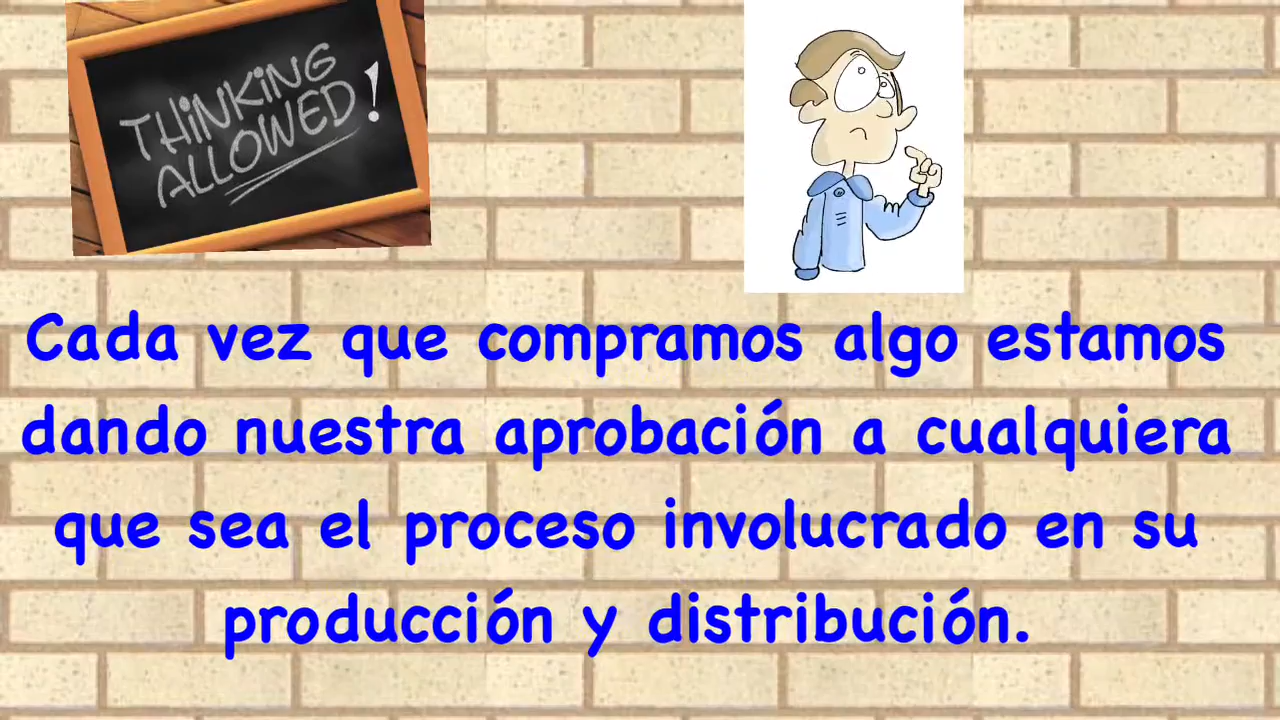 THiNKiNG
ALLOWED!
Cada vez que compramos algo estamos
dando nuestra aprobación a cualquiera
que sea el proceso involucrado en su
producción y distribución.